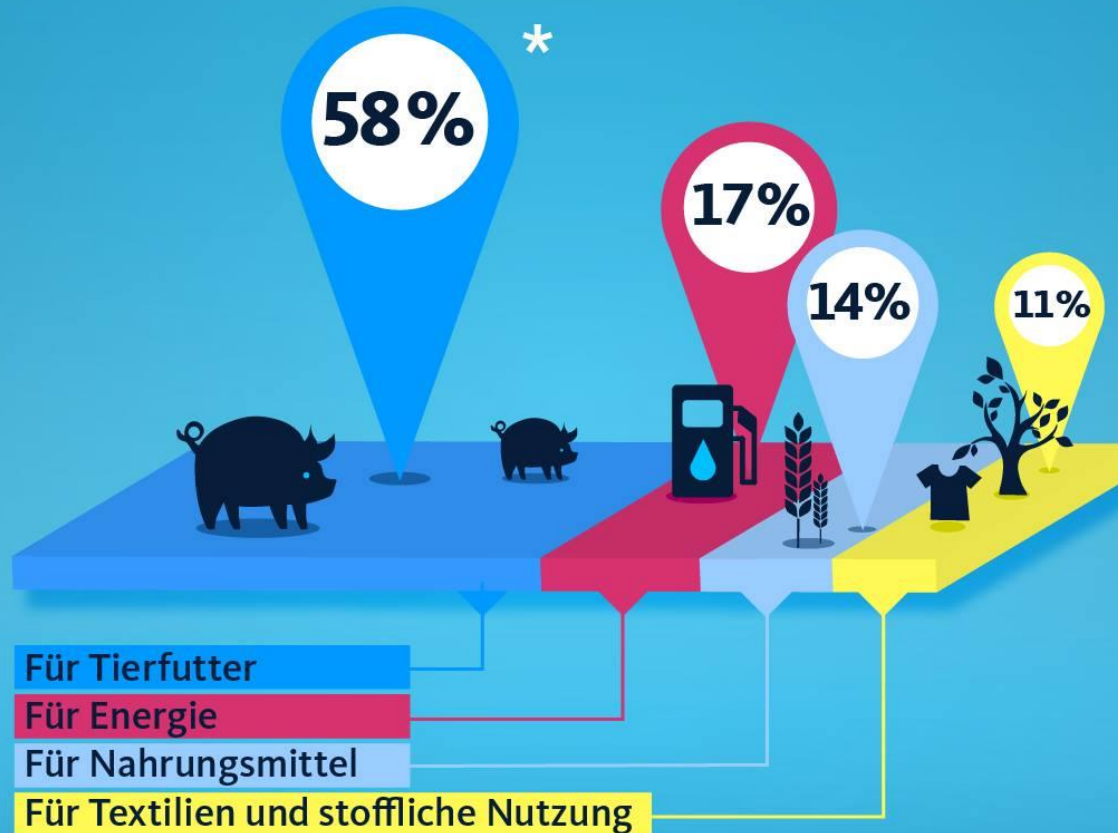 58%
*
17%
14%
11%
Für Tierfutter
Für Energie
Für Nahrungsmittel
Für Textilien und stoffliche Nutzung